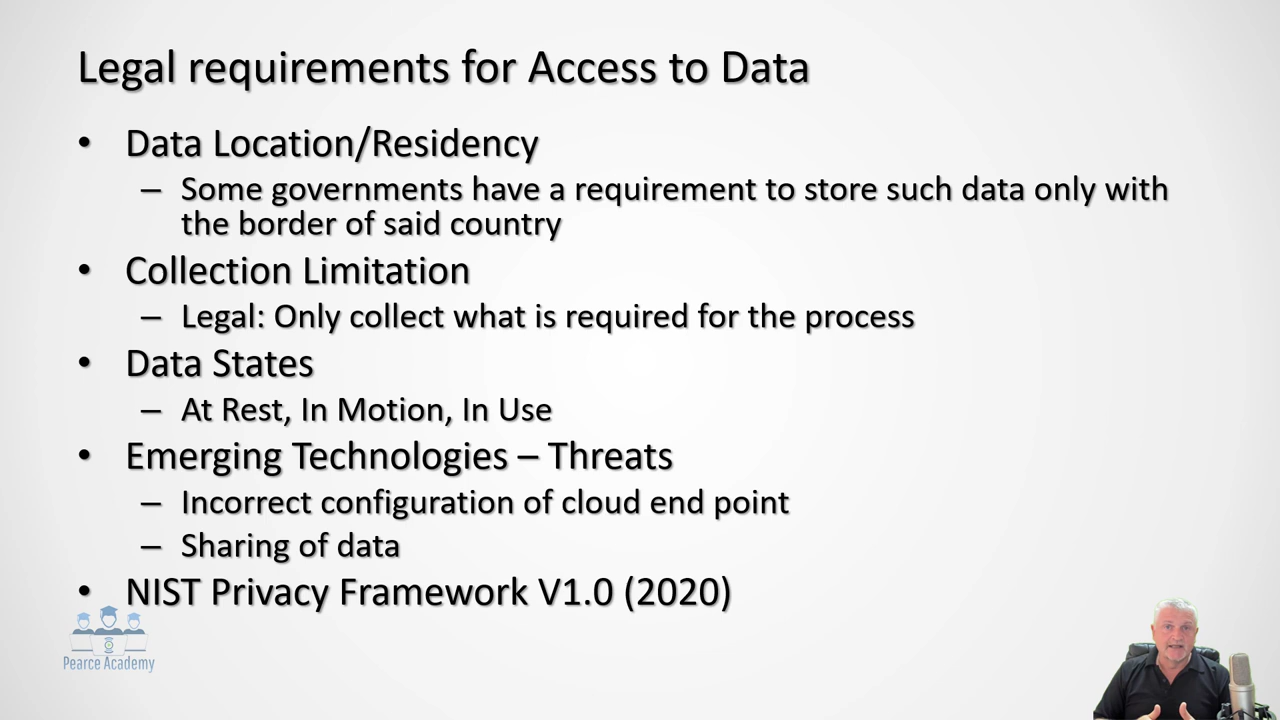 Legal requirements for Access to Data
• Data Location/Residency
– Some governments have a requirement to store such data only with
the border of said country
• Collection Limitation
– Legal: Only collect what is required for the process
• Data States
– At Rest, In Motion, In Use
• Emerging Technologies – Threats
– Incorrect configuration of cloud end point
– Sharing of data
• NIST Privacy Framework V1.0 (2020)
Pearce Academy